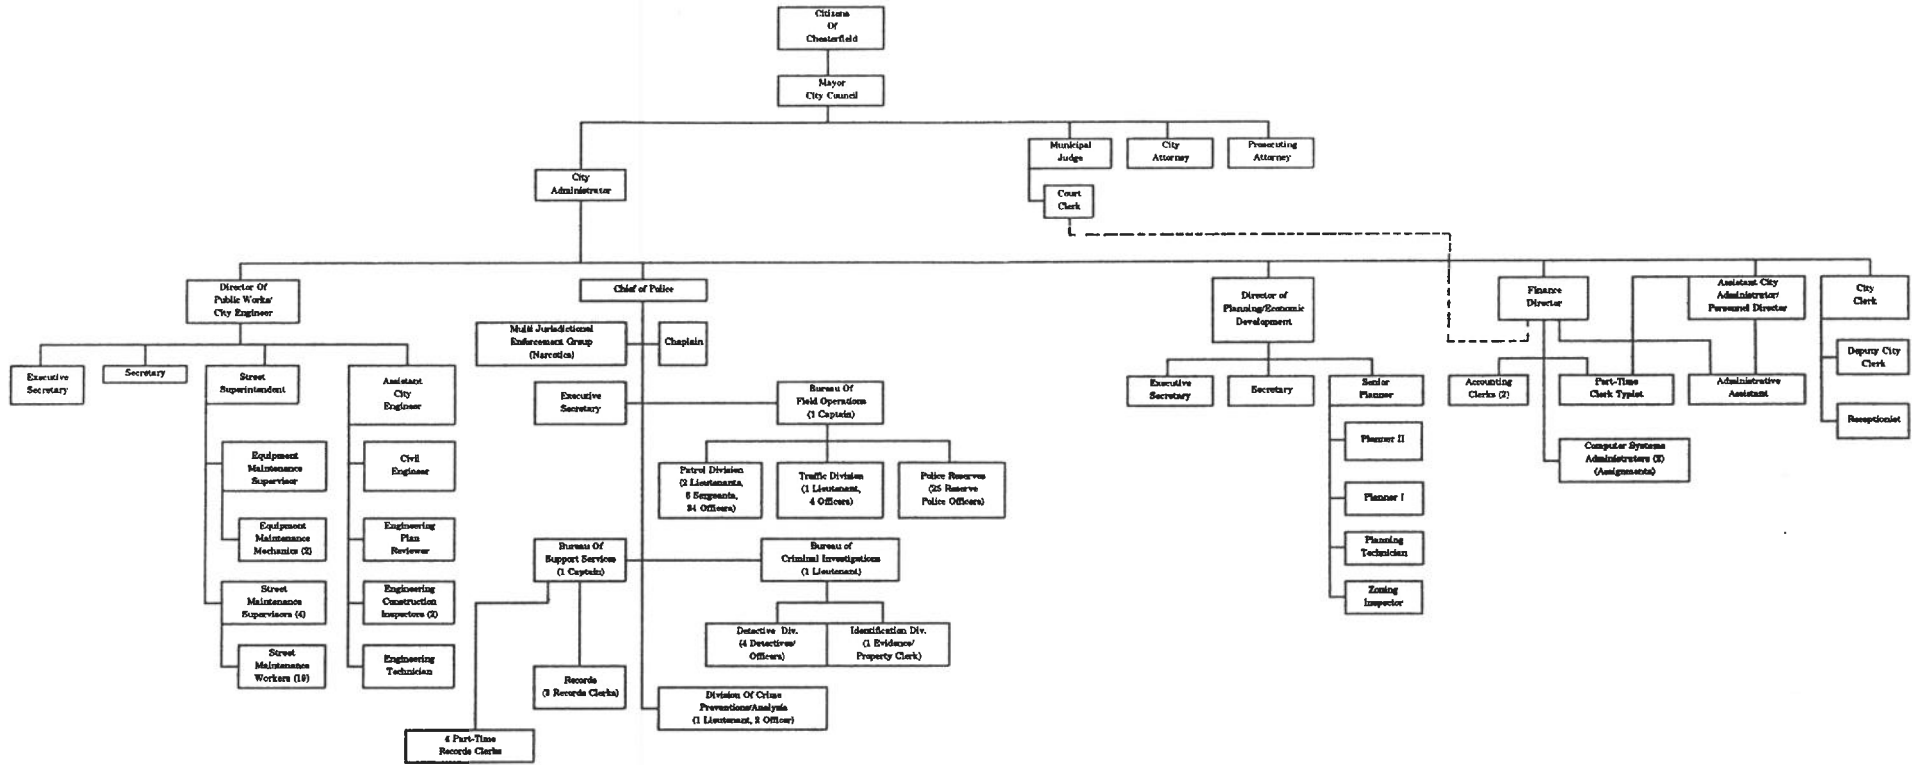 Citizens
Of
Chesterfield
Mayor
City Council
Municipal
Judge
City
Attorney
Prosecuting
Attorney
City
Administrator
Court
Clerk
Director Of
Public Works/
City Engineer
Chief of Police
Director of
Planning/Economic
Development
Finance
Director
Assistant City
Administrator/
Personnel Director
City
Clerk
Executive
Secretary
Secretary
Street
Superintendent
Assistant
City
Engineer
Multi Jurisdictional
Enforcement Group
(Narcotics)
Chaplain
Executive
Secretary
Bureau Of
Field Operations
(1 Captain)
Executive
Secretary
Secretary
Senior
Planner
Accounting
Clerks (2)
Part-Time
Clerk Typist
Administrative
Assistant
Deputy City
Clerk
Receptionist
Equipment
Maintenance
Supervisor
Civil
Engineer
Patrol Division
(2 Lieutenants,
Sergeants,
Officers)
Traffic Division
(1 Lieutenant,
4 Officers)
Police Reserves
(25 Reserve
Police Officers)
Planner II
Computer Systems
Administrators (2)
(Assignments)
Planner I
Equipment
Maintenance
Mechanics (2)
Engineering
Plan
Reviewer
Bureau Of
Support Services
(1 Captain)
Bureau of
Criminal Investigations
(1 Lieutenant)
Planning
Technician
Street
Maintenance
Supervisors (4)
Engineering
Construction
Inspectors (2)
Zoning
Inspector
Street
Maintenance
Workers (19)
Engineering
Technician
Detective Div.
(4 Detectives/
Officers)
Identification Div.
(1 Evidence/
Property Clerk)
Records
Records Clerks)
Division Of Crime
Preventions/Analysis
(1 Lieutenant, 2 Officer)
Part-Time
Records Clerks